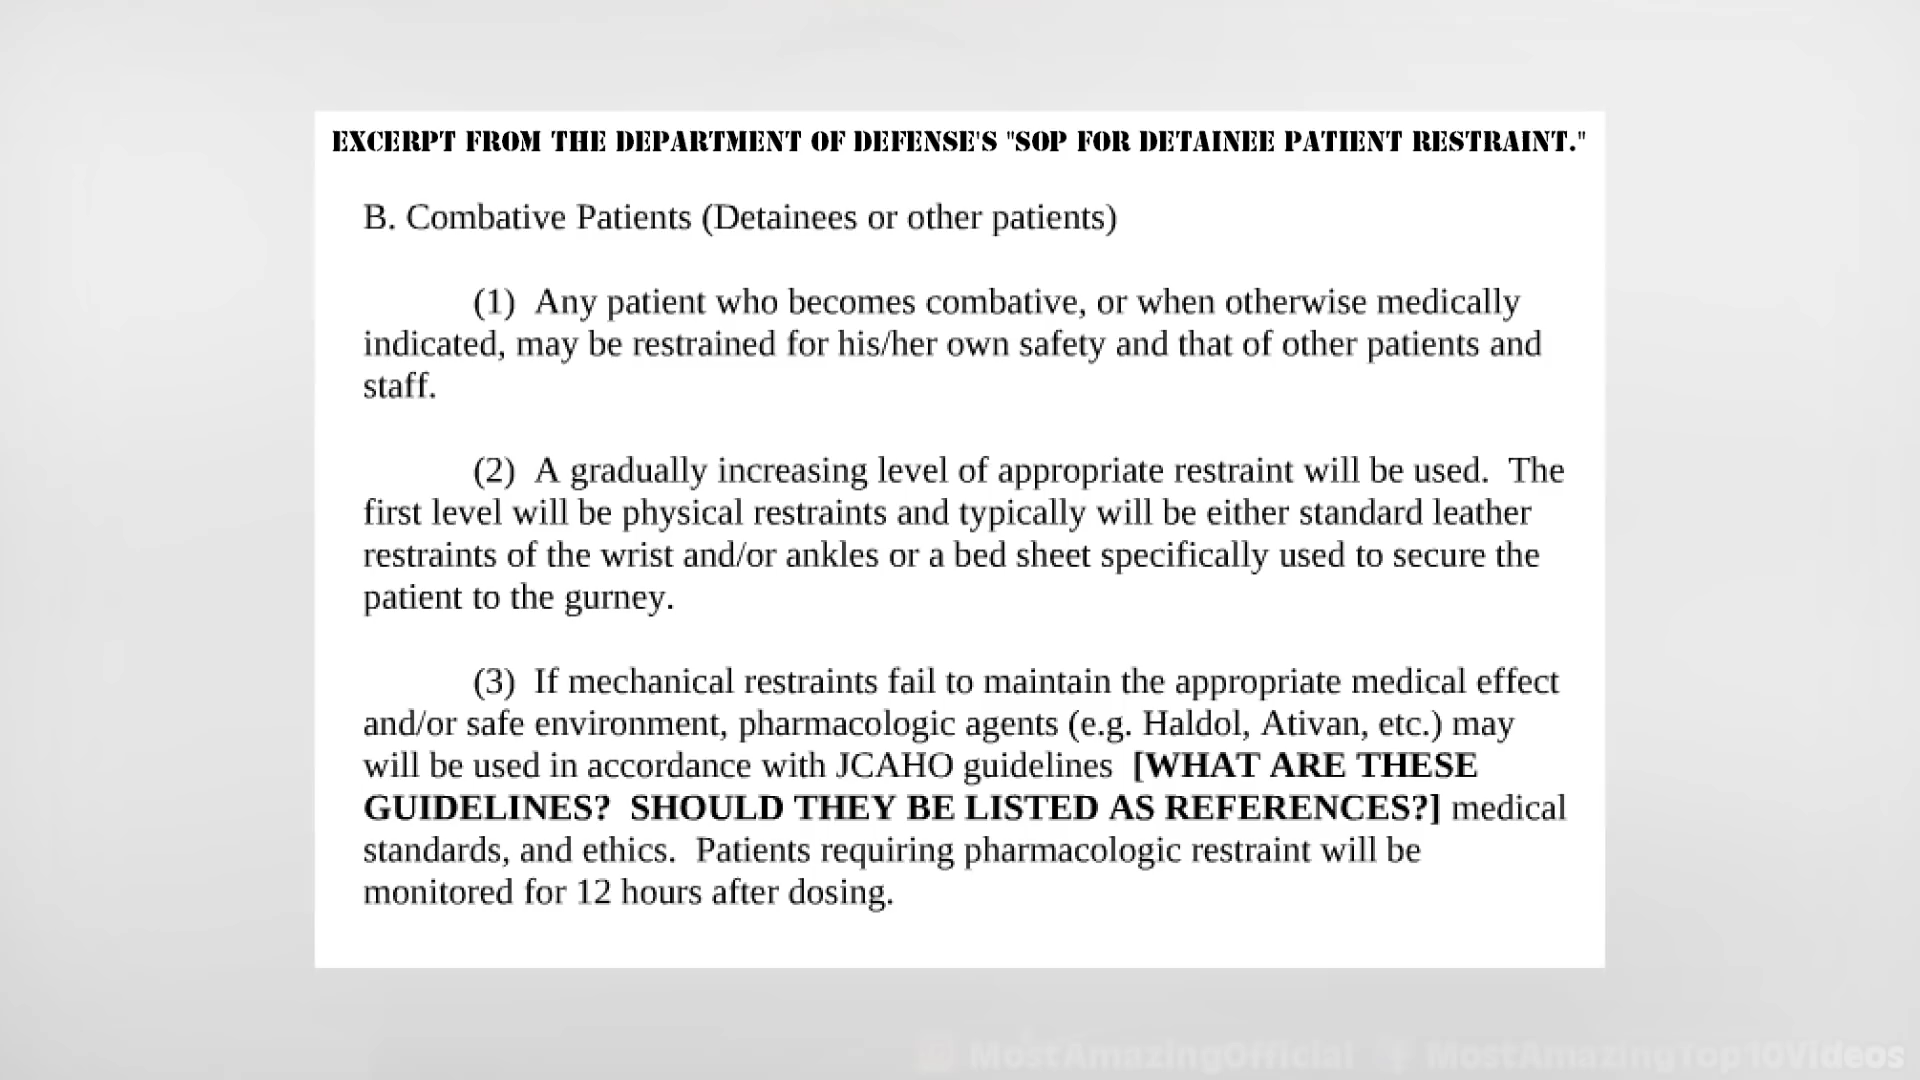 EXCERPT FROM THE DEPARTMENT OF DEFENSE'S "SOP FOR DETAINEE PATIENT RESTRAINT."
B. Combative Patients (Detainees or other patients)
(1) Any patient who becomes combative, or when otherwise medically
indicated, may be restrained for his/her own safety and that of other patients and
staff.
(2) A gradually increasing level of appropriate restraint will be used. The
first level will be physical restraints and typically will be either standard leather
restraints of the wrist and/or ankles or a bed sheet specifically used to secure the
patient to the gurney.
(3) If mechanical restraints fail to maintain the appropriate medical effect
and/or safe environment, pharmacologic agents (e.g. Haldol, Ativan, etc.) may
will be used in accordance with JCAHO guidelines [WHAT ARE THESE
GUIDELINES? SHOULD THEY BE LISTED AS REFERENCES?] medical
standards, and ethics. Patients requiring pharmacologic restraint will be
monitored for 12 hours after dosing.
MostAmazingOfficial MostAmazingTop10Videos